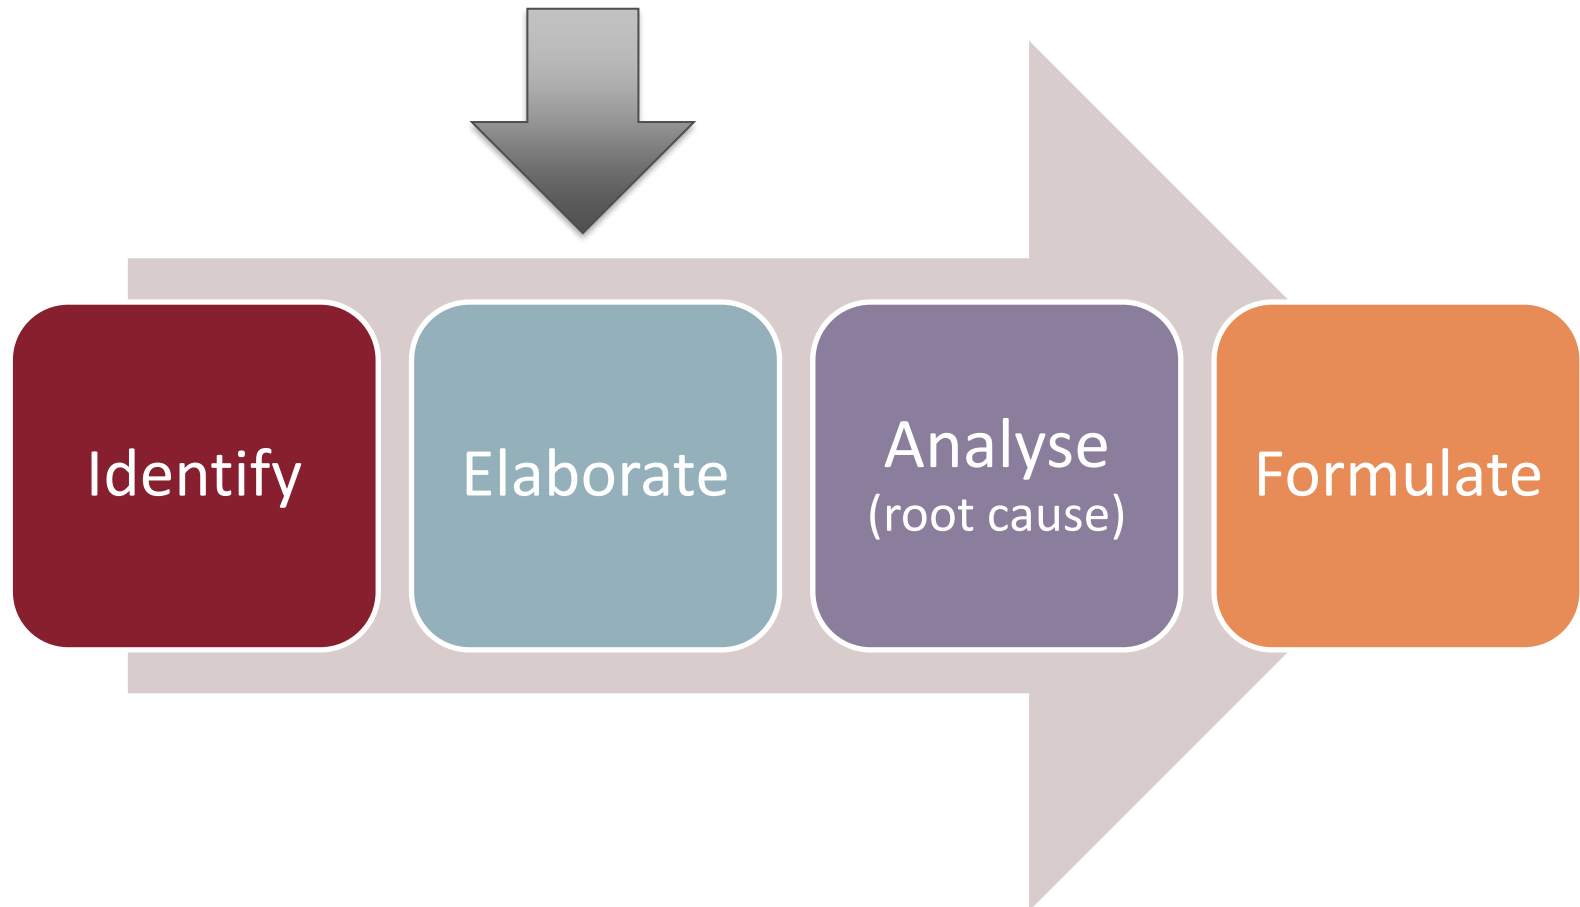 Identify
Elaborate
Analyse
(root cause)
Formulate